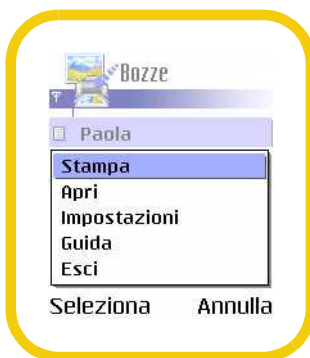 Bozze
Paola
Stampa
Apri
Impostazioni
Guida
Esci
Seleziona Annulla